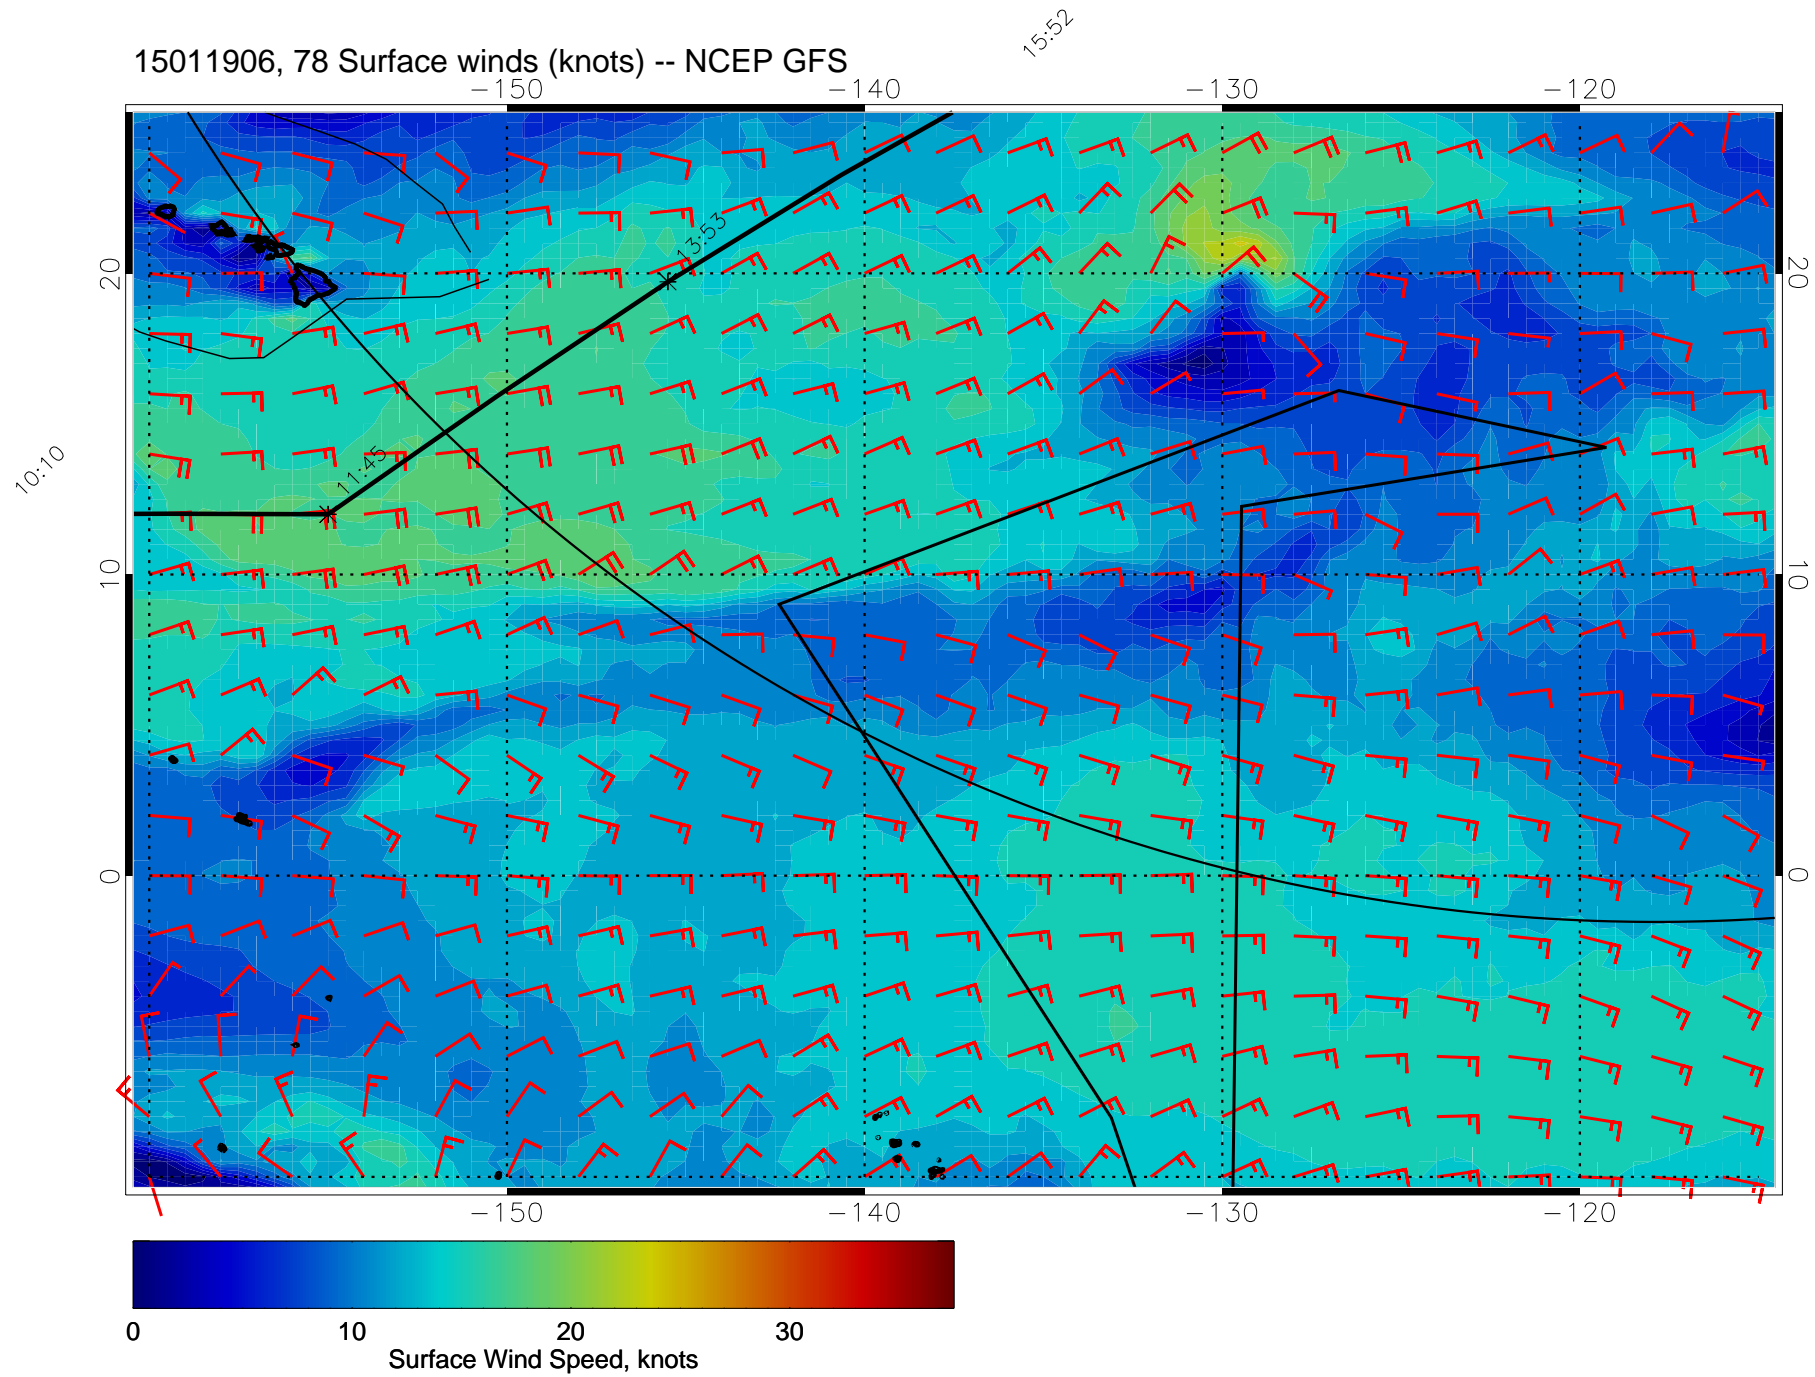 15:52
15011906, 78 Surface winds (knots) -- NCEP GFS
−150 −140 −130 −120
13:53
20 20
11:45
10:10
10 10
0 0
−150 −140 −130 −120
0 10 20 30
Surface Wind Speed, knots